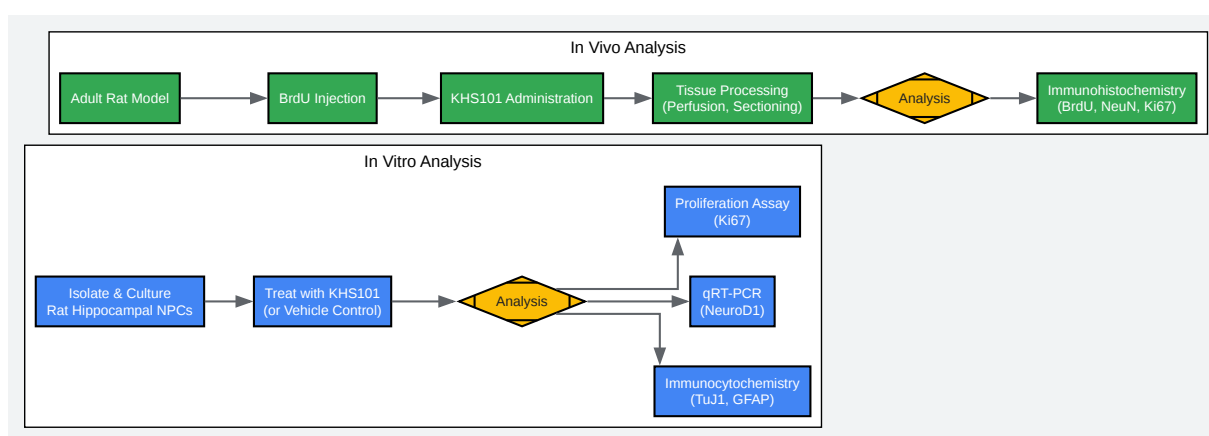 In Vivo Analysis
Adult Rat Model
BrdU Injection
KHS101 Administration
Tissue Processing
(Perfusion, Sectioning)
Analysis
Immunohistochemistry
(BrdU, NeuN, Ki67)
In Vitro Analysis
Isolate & Culture
Rat Hippocampal NPCs
Treat with KHS101
(or Vehicle Control)
Analysis
Proliferation Assay
(Ki67)
qRT-PCR
(NeuroD1)
Immunocytochemistry
(TuJ1, GFAP)